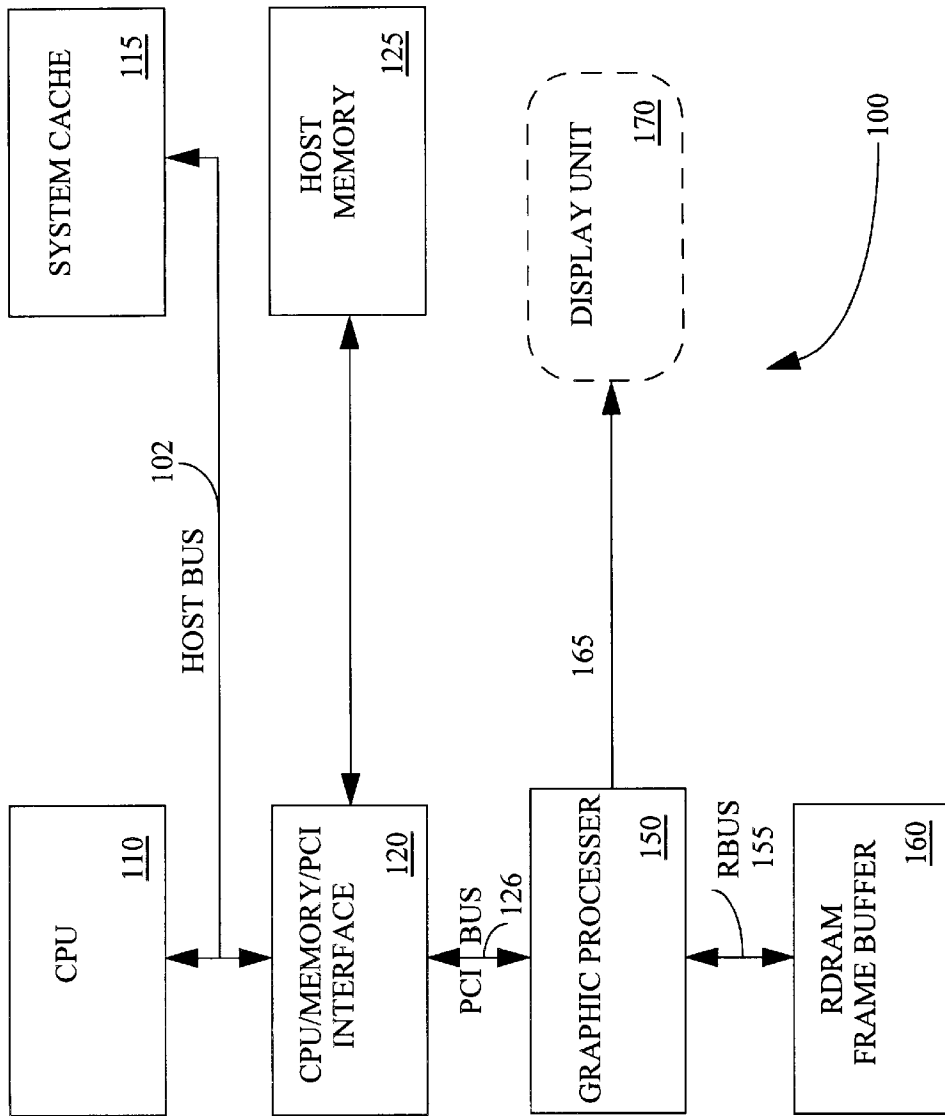 CPU
110
SYSTEM CACHE
115
HOST BUS
102
CPU/MEMORY/PCI
INTERFACE
120
HOST
MEMORY
125
PCI BUS
126
GRAPHIC PROCESSER
150
165
DISPLAY UNIT
170
RBUS
155
RDRAM
FRAME BUFFER
160
100